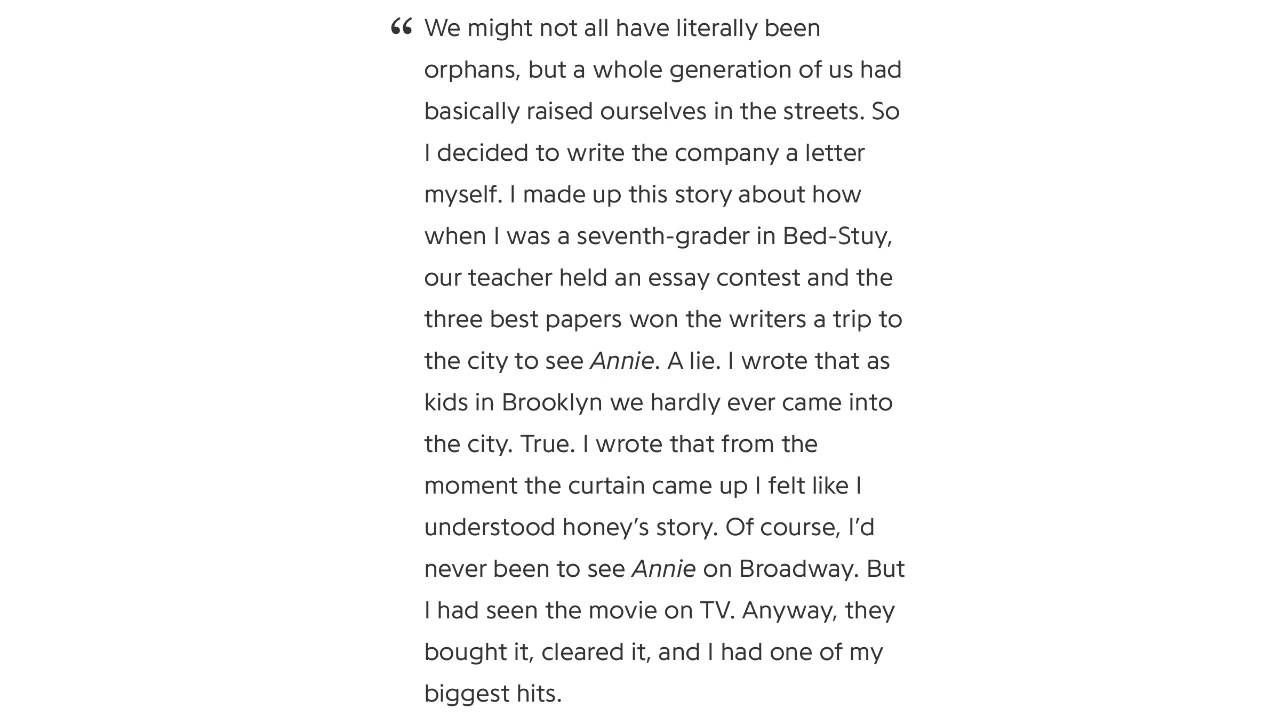 “ We might not all have literally been
orphans, but a whole generation of us had
basically raised ourselves in the streets. So
I decided to write the company a letter
myself. I made up this story about how
when I was a seventh-grader in Bed-Stuy,
our teacher held an essay contest and the
three best papers won the writers a trip to
the city to see Annie. A lie. I wrote that as
kids in Brooklyn we hardly ever came into
the city. True. I wrote that from the
moment the curtain came up I felt like I
understood honey’s story. Of course, I’d
never been to see Annie on Broadway. But
I had seen the movie on TV. Anyway, they
bought it, cleared it, and I had one of my
biggest hits.